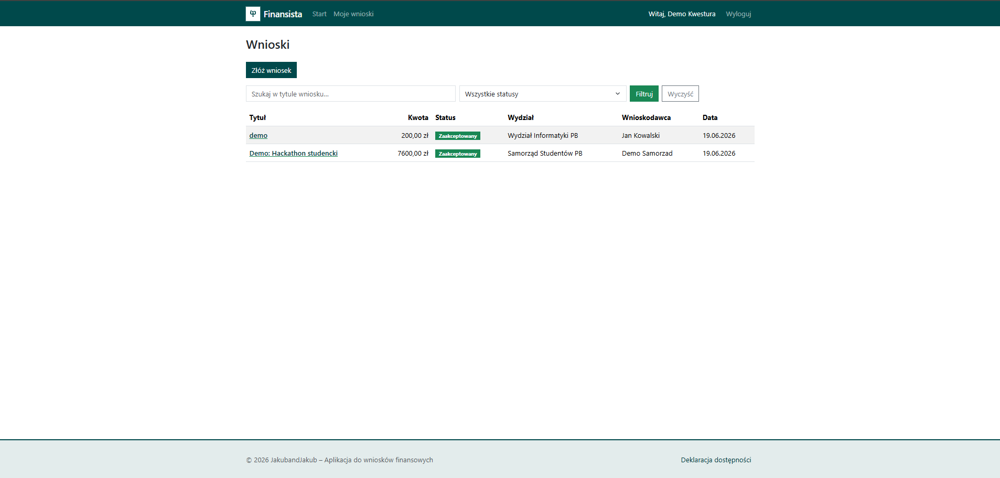 Finansista Start Moje wnioski Witaj, Demo Kwestura Wyloguj
Wnioski
Złóż wniosek
Szukaj w tytule wniosku... Wszystkie statusy Filtruj Wyczyść
Tytuł Kwota Status Wydział Wnioskodawca Data
demo 200,00 zł Zaakceptowany Wydział Informatyki PB Jan Kowalski 19.06.2026
Demo: Hackathon studencki 7600,00 zł Zaakceptowany Samorząd Studentów PB Demo Samorzad 19.06.2026
© 2026 JakubandJakub – Aplikacja do wniosków finansowych Deklaracja dostępności